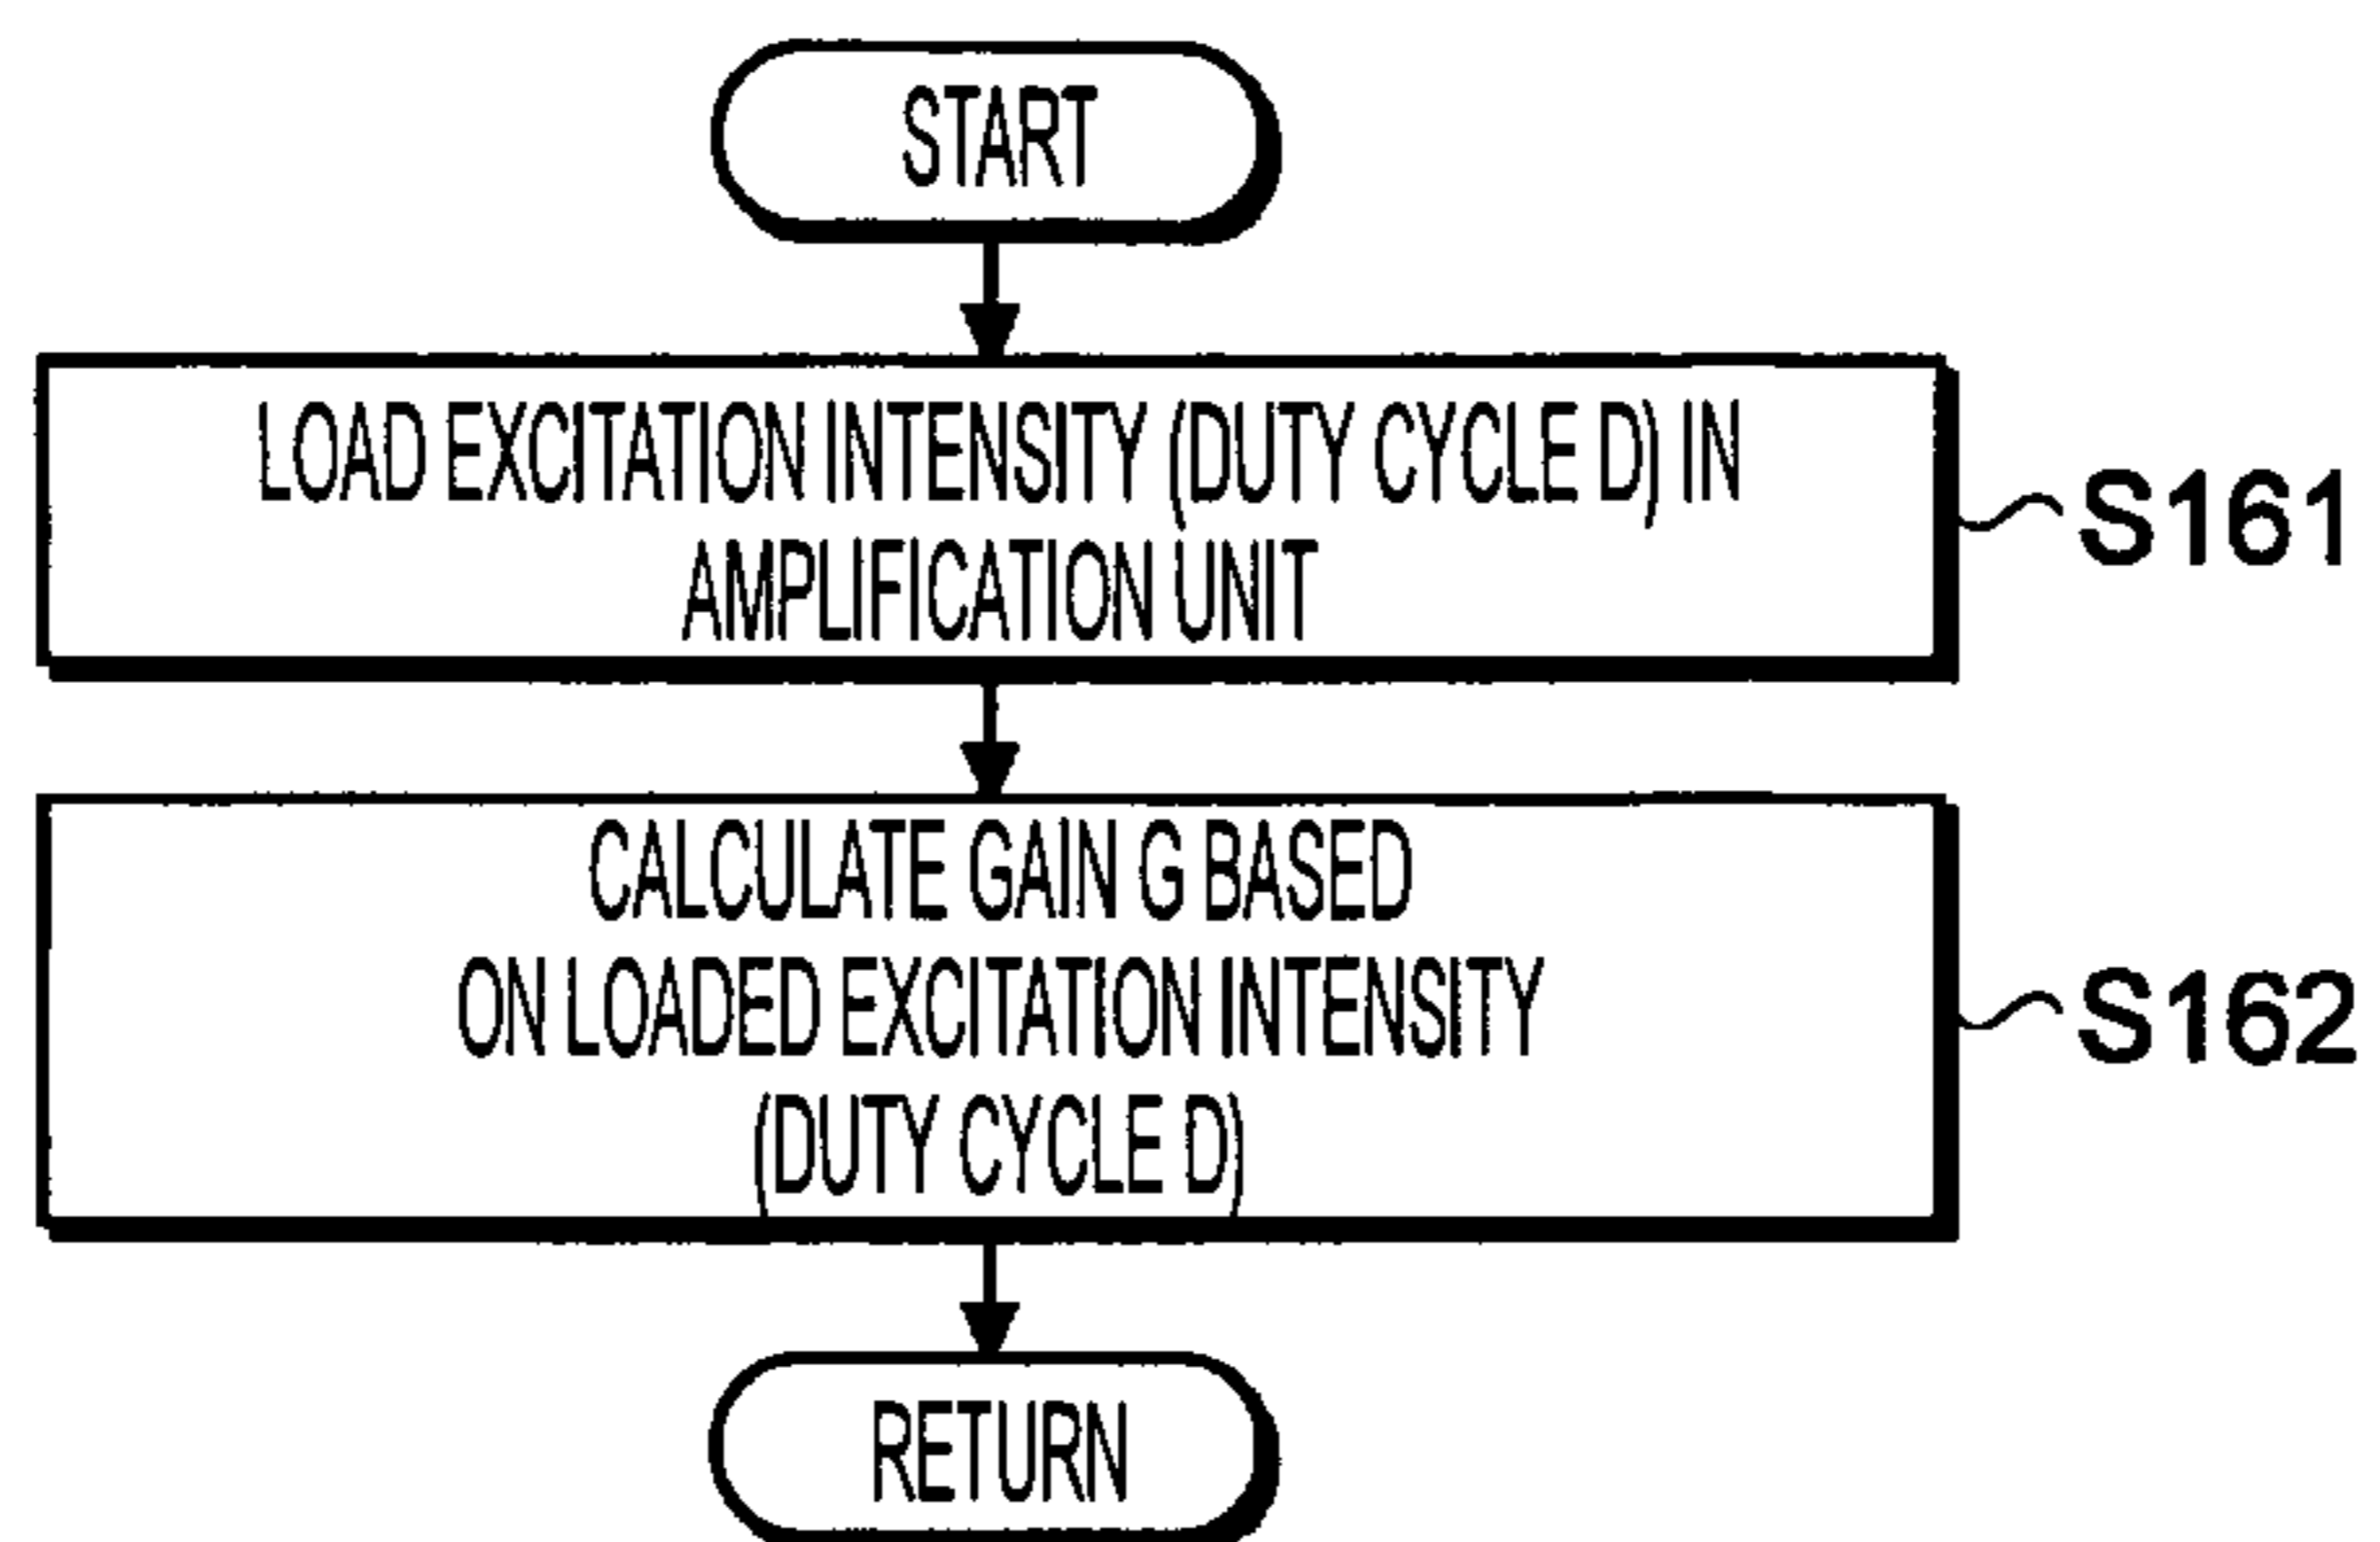 START
LOAD EXCITATION INTENSITY (DUTY CYCLE D) IN
AMPLIFICATION UNIT
S161
CALCULATE GAIN G BASED
ON LOADED EXCITATION INTENSITY
(DUTY CYCLE D)
S162
RETURN